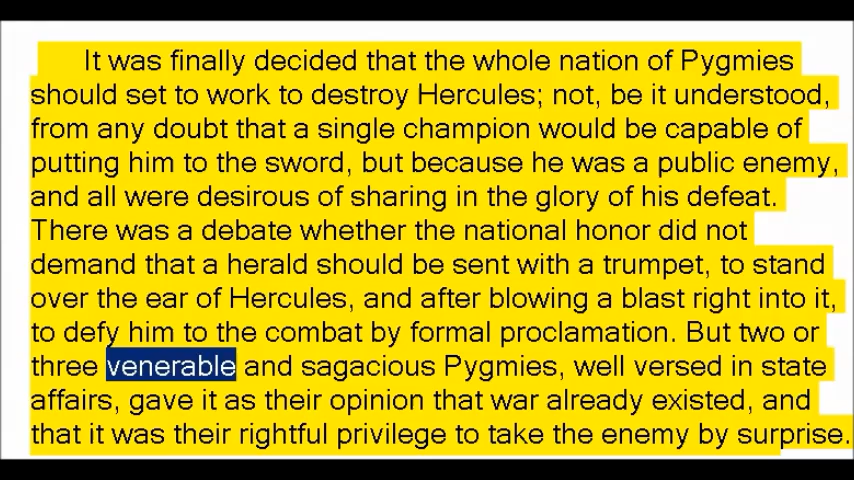 It was finally decided that the whole nation of Pygmies
should set to work to destroy Hercules; not, be it understood,
from any doubt that a single champion would be capable of
putting him to the sword, but because he was a public enemy,
and all were desirous of sharing in the glory of his defeat.
There was a debate whether the national honor did not
demand that a herald should be sent with a trumpet, to stand
over the ear of Hercules, and after blowing a blast right into it,
to defy him to the combat by formal proclamation. But two or
three venerable and sagacious Pygmies, well versed in state
affairs, gave it as their opinion that war already existed, and
that it was their rightful privilege to take the enemy by surprise.